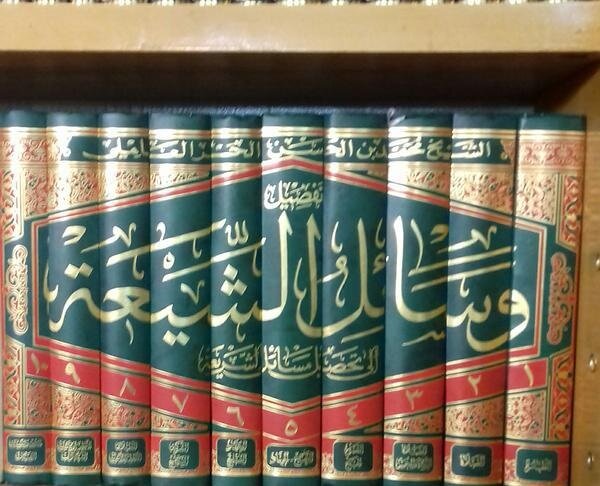 الشيخ محمد بن الحسن الحر العاملي
تفصيل
وسائل الشيعة
إلى تحصيل مسائل الشريعة
١ ٢ ٣ ٤ ٥ ٦ ٧ ٨ ٩ ١٠